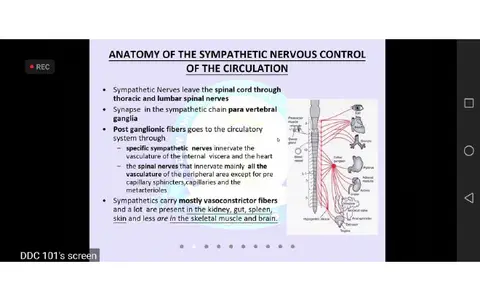 ANATOMY OF THE SYMPATHETIC NERVOUS CONTROL
OF THE CIRCULATION
REC
• Sympathetic Nerves leave the spinal cord through
thoracic and lumbar spinal nerves
• Synapse in the sympathetic chain para vertebral
ganglia
• Post ganglionic fibers goes to the circulatory
system through
– specific sympathetic nerves innervate the
vasculature of the internal viscera and the heart
– the spinal nerves that innervate mainly all the
vasculature of the peripheral area except for pre
capillary sphincters,capillaries and the
metarterioles
• Sympathetics carry mostly vasoconstrictor fibers
and a lot are present in the kidney, gut, spleen,
skin and less are in the skeletal muscle and brain.
DDC 101's screen